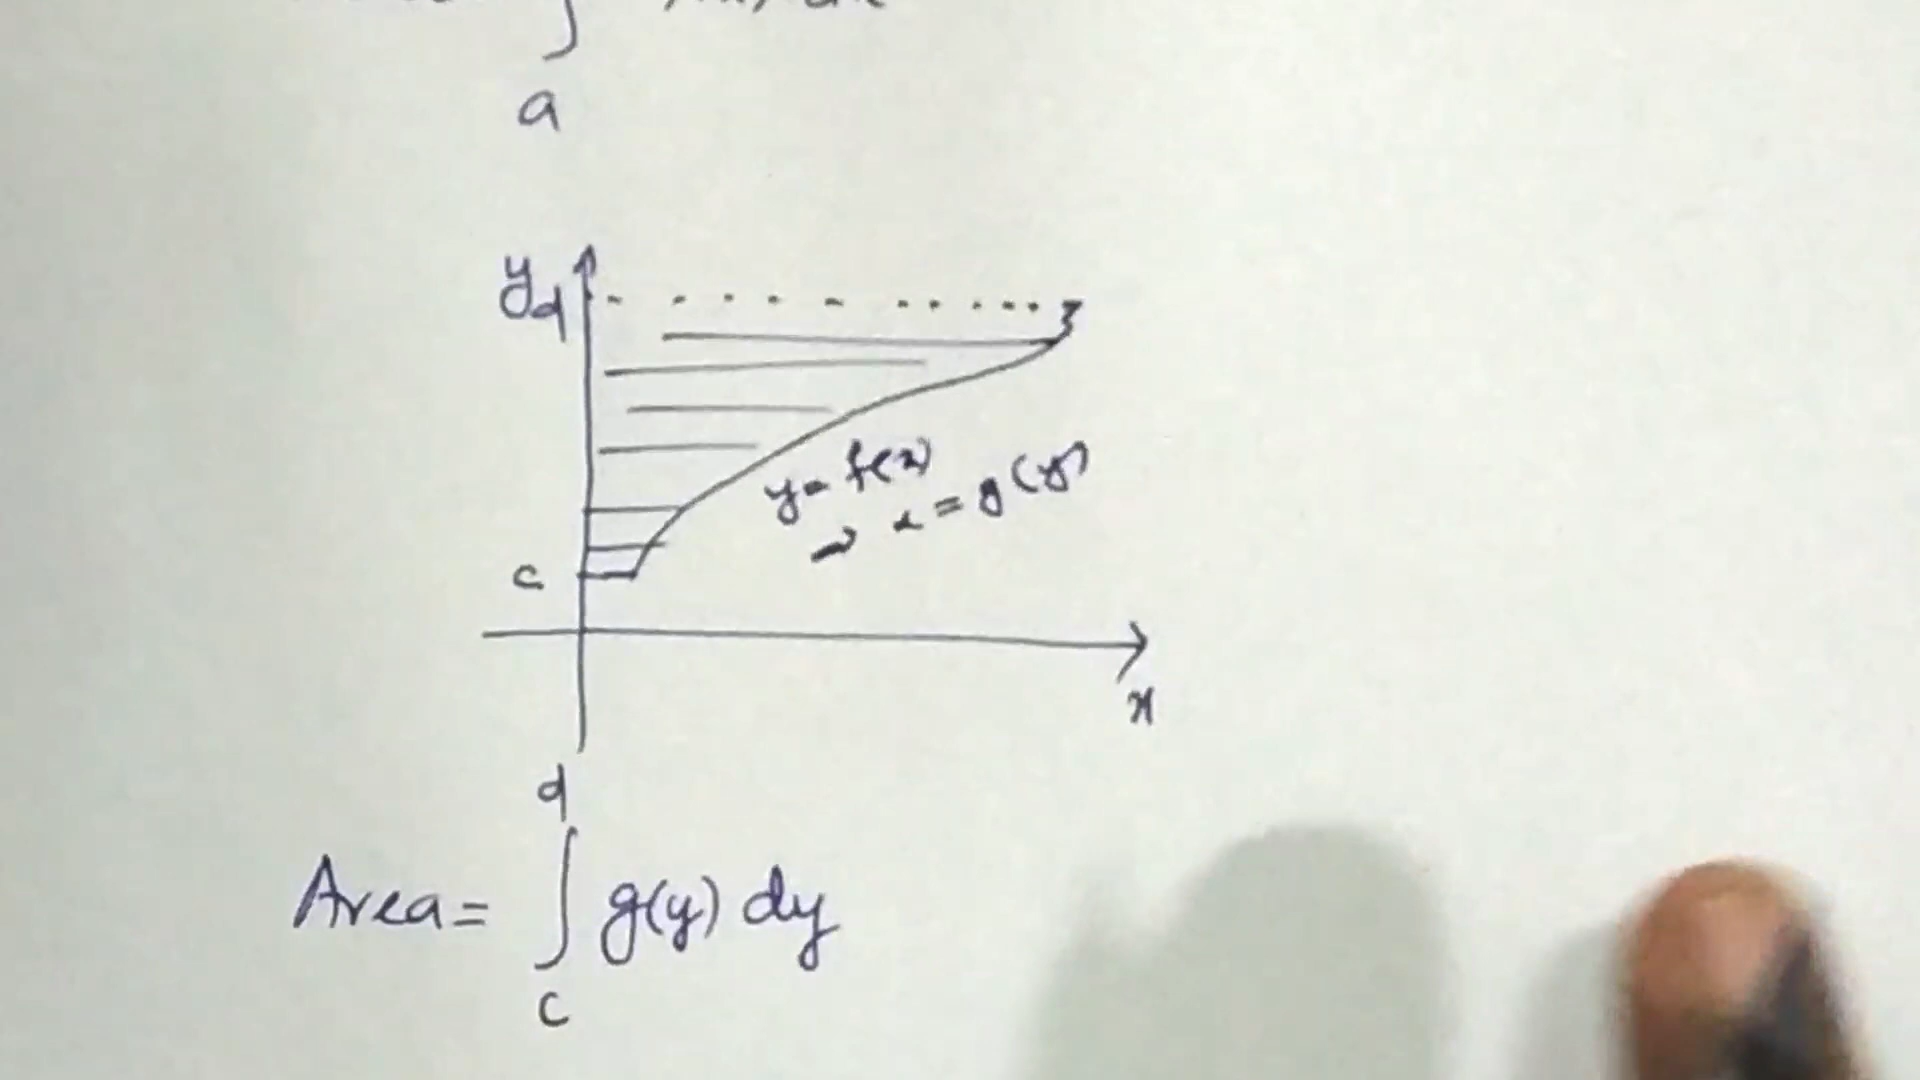 ∫
a
y
d
y = f(x)
⇒ x = g(y)
c
x
d
Area = ∫ g(y) dy
c